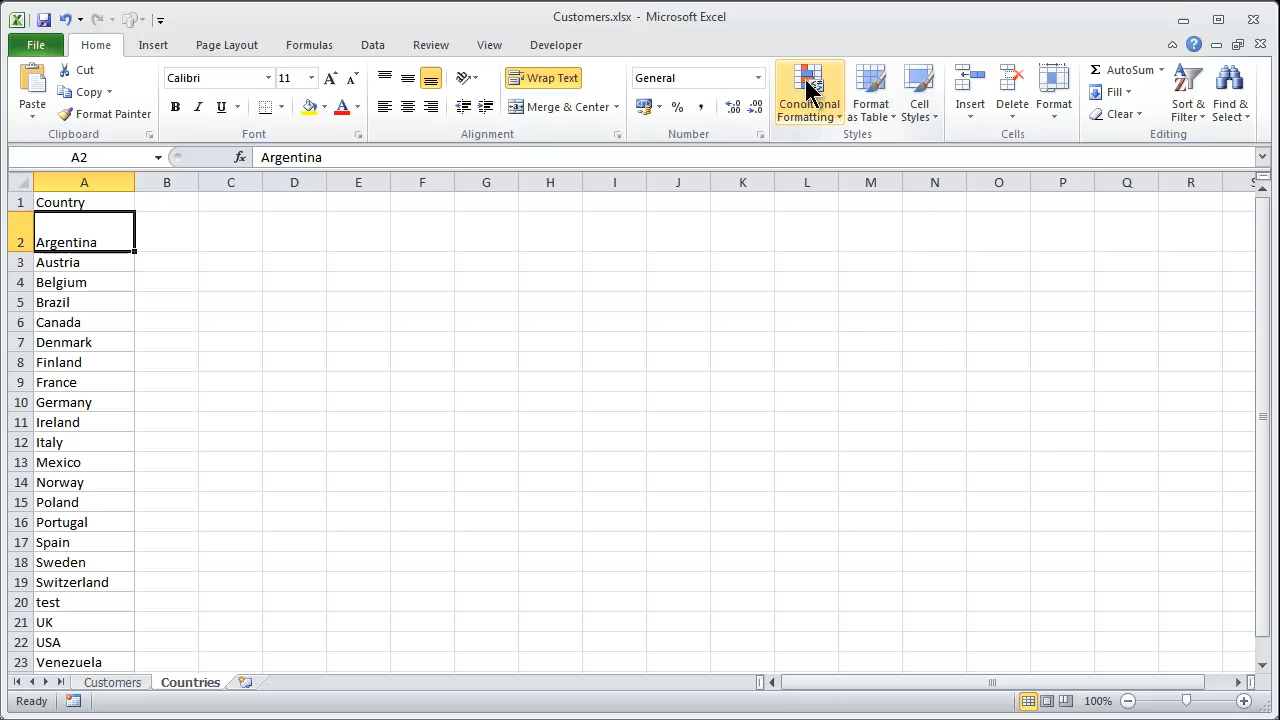 Customers.xlsx - Microsoft Excel
File Home Insert Page Layout Formulas Data Review View Developer
Paste
Cut
Copy
Format Painter
Clipboard
Calibri 11
B I U
Font
Wrap Text
Merge & Center
Alignment
General
%
Number
Conditional Formatting
Format as Table
Cell Styles
Styles
Insert Delete Format
Cells
AutoSum
Fill
Clear
Sort & Filter
Find & Select
Editing
A2 fx Argentina
A B C D E F G H I J K L M N O P Q R S
1 Country
2 Argentina
3 Austria
4 Belgium
5 Brazil
6 Canada
7 Denmark
8 Finland
9 France
10 Germany
11 Ireland
12 Italy
13 Mexico
14 Norway
15 Poland
16 Portugal
17 Spain
18 Sweden
19 Switzerland
20 test
21 UK
22 USA
23 Venezuela
Customers Countries
Ready 100%